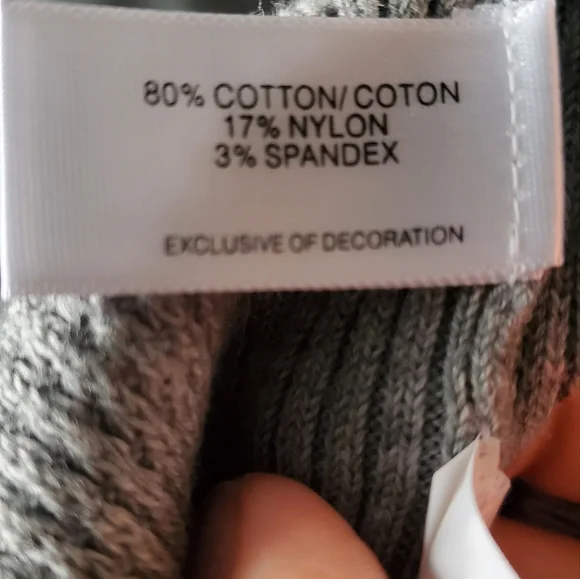 80% COTTON/COTON
17% NYLON
3% SPANDEX
EXCLUSIVE OF DECORATION